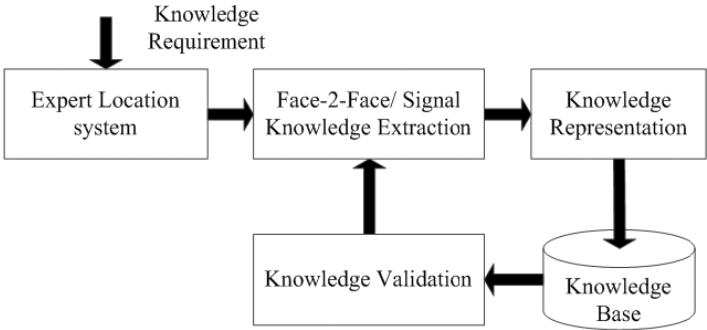 Knowledge
Requirement
Expert Location
system
Face-2-Face/ Signal
Knowledge Extraction
Knowledge
Representation
Knowledge Validation
Knowledge
Base